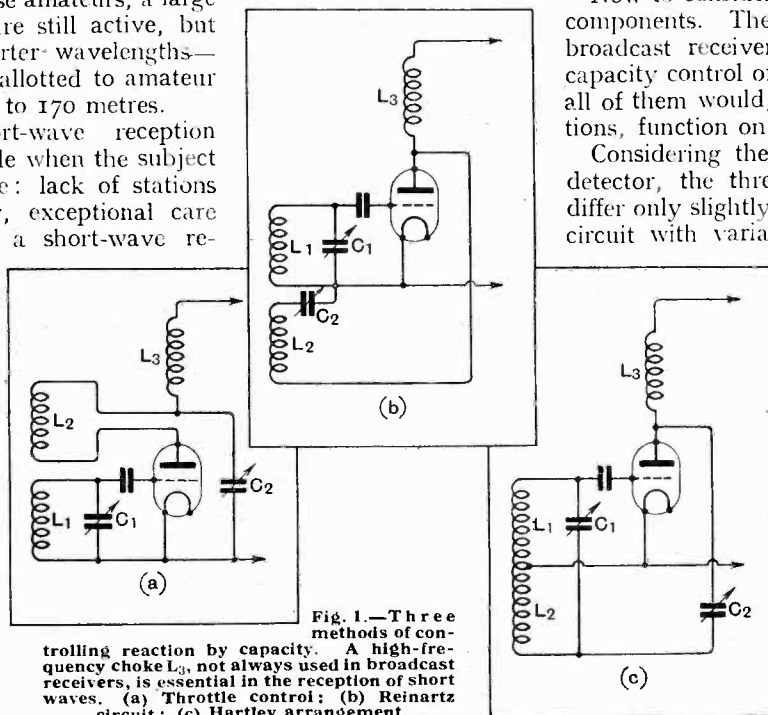 se amateurs, a large
re still active, but
rter wavelengths—
allotted to amateur
to 170 metres.
ort-wave reception
le when the subject
e: lack of stations
, exceptional care
a short-wave re-
components. The
broadcast receiver
capacity control of
all of them would,
tions, function on
Considering the
detector, the thre
differ only slightly
circuit with varia
L3
L1
C1
C2
L2
(b)
L3
L2
L1
C1
C2
(a)
L3
L1
C1
L2
C2
(c)
Fig. 1.—Three
methods of con-
trolling reaction by capacity. A high-fre-
quency choke L3, not always used in broadcast
receivers, is essential in the reception of short
waves. (a) Throttle control; (b) Reinartz
circuit; (c) Hartley arrangement